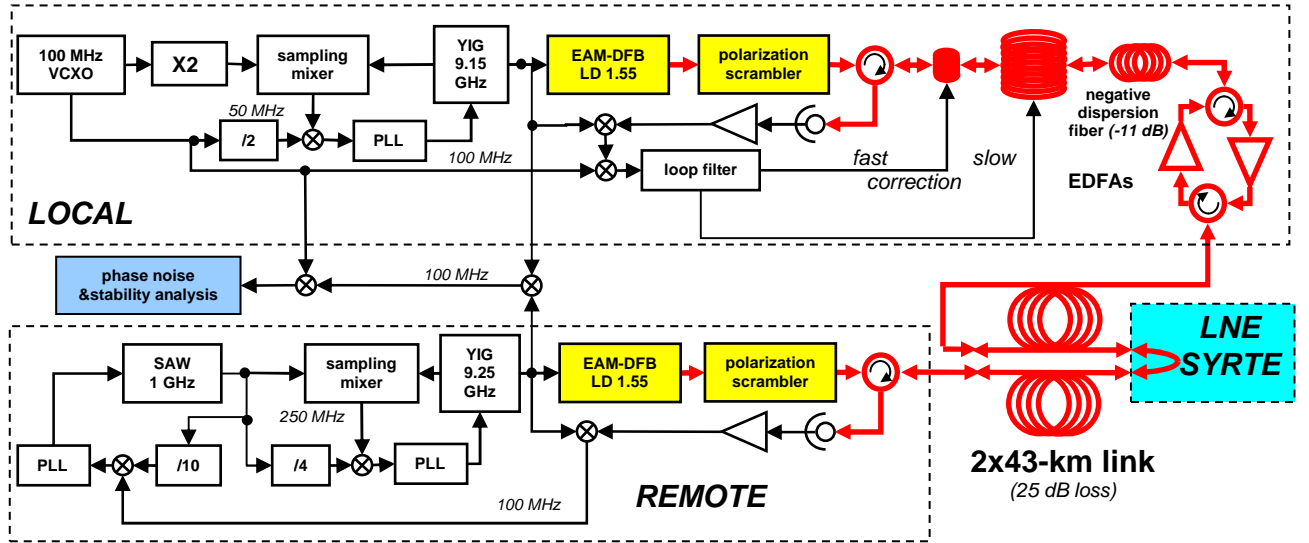 100 MHz
VCXO
X2
sampling
mixer
YIG
9.15
GHz
EAM-DFB
LD 1.55
polarization
scrambler
negative
dispersion
fiber (-11 dB)
50 MHz
/2
PLL
100 MHz
loop filter
fast
correction
slow
EDFAs
LOCAL
phase noise
&stability analysis
100 MHz
LNE
SYRTE
SAW
1 GHz
sampling
mixer
YIG
9.25
GHz
EAM-DFB
LD 1.55
polarization
scrambler
250 MHz
PLL
/10
/4
PLL
100 MHz
REMOTE
2x43-km link
(25 dB loss)